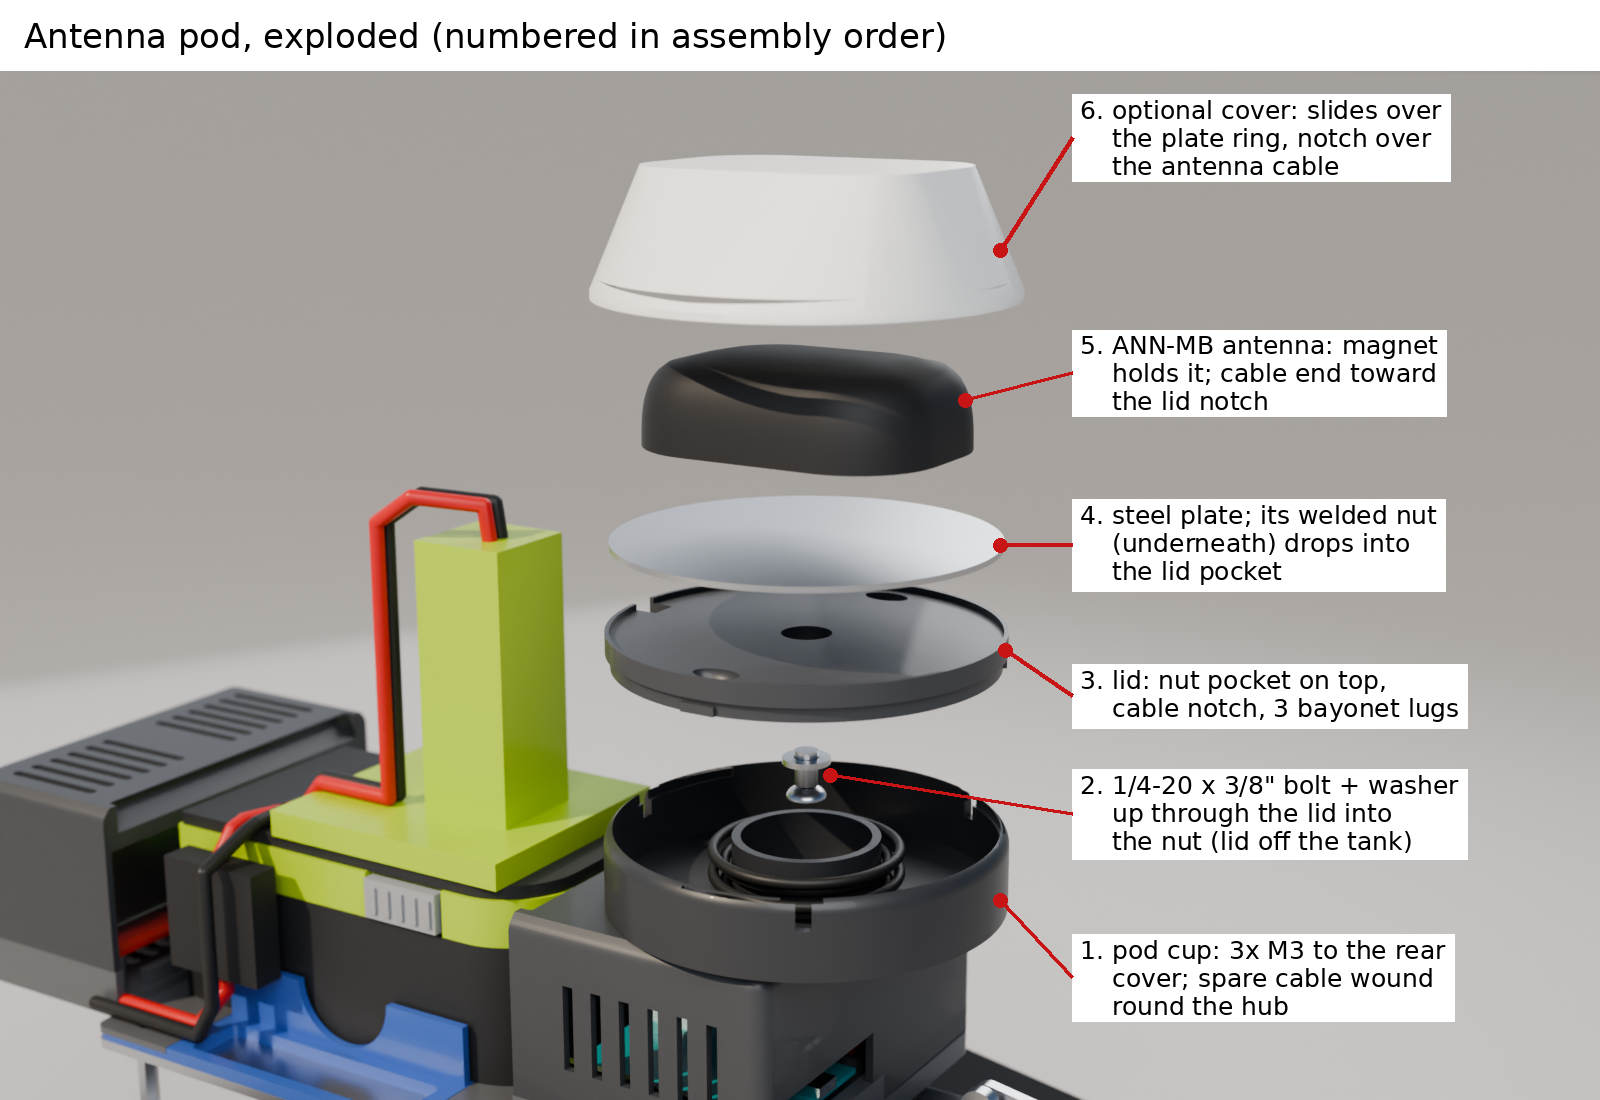 Antenna pod, exploded (numbered in assembly order)
6. optional cover: slides over
the plate ring, notch over
the antenna cable
5. ANN-MB antenna: magnet
holds it; cable end toward
the lid notch
4. steel plate; its welded nut
(underneath) drops into
the lid pocket
3. lid: nut pocket on top,
cable notch, 3 bayonet lugs
2. 1/4-20 x 3/8" bolt + washer
up through the lid into
the nut (lid off the tank)
1. pod cup: 3x M3 to the rear
cover; spare cable wound
round the hub